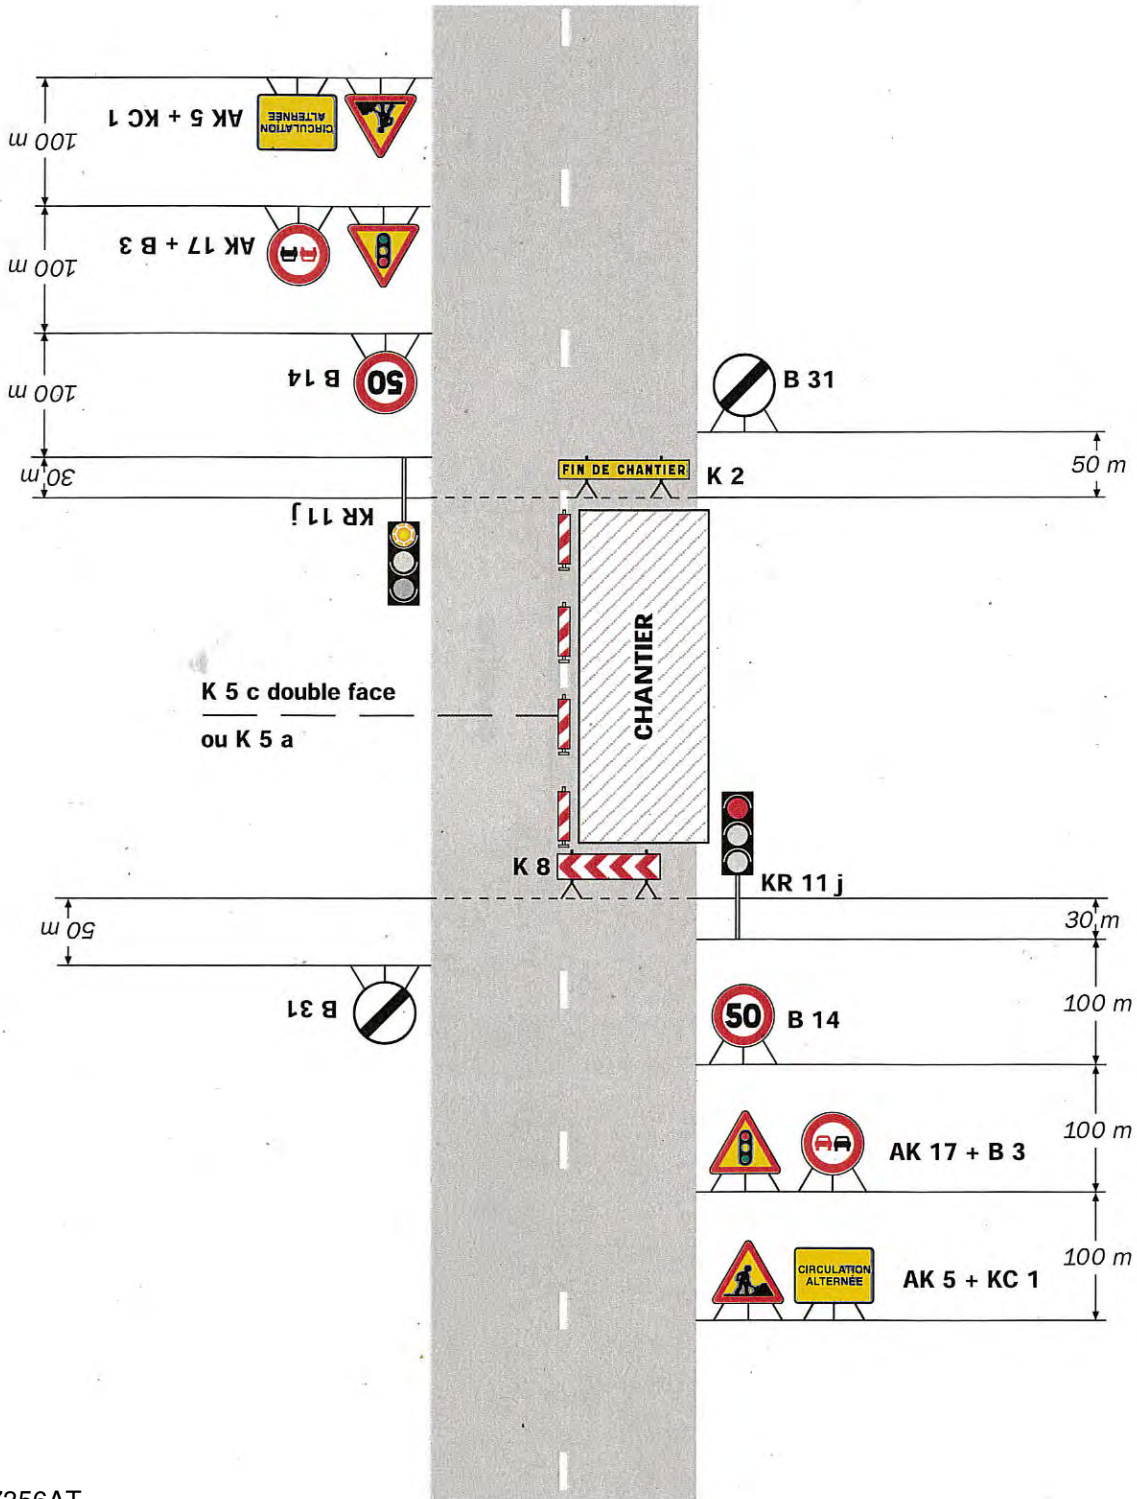 100 m
AK 5 + KC 1
CIRCULATION
ALTERNÉE
100 m
AK 17 + B 3
100 m
B 14
50
B 31
30 m
FIN DE CHANTIER
K 2
50 m
KR 11 j
CHANTIER
K 5 c double face
ou K 5 a
K 8
KR 11 j
50 m
30 m
B 31
50
B 14
100 m
AK 17 + B 3
100 m
CIRCULATION
ALTERNÉE
AK 5 + KC 1
100 m